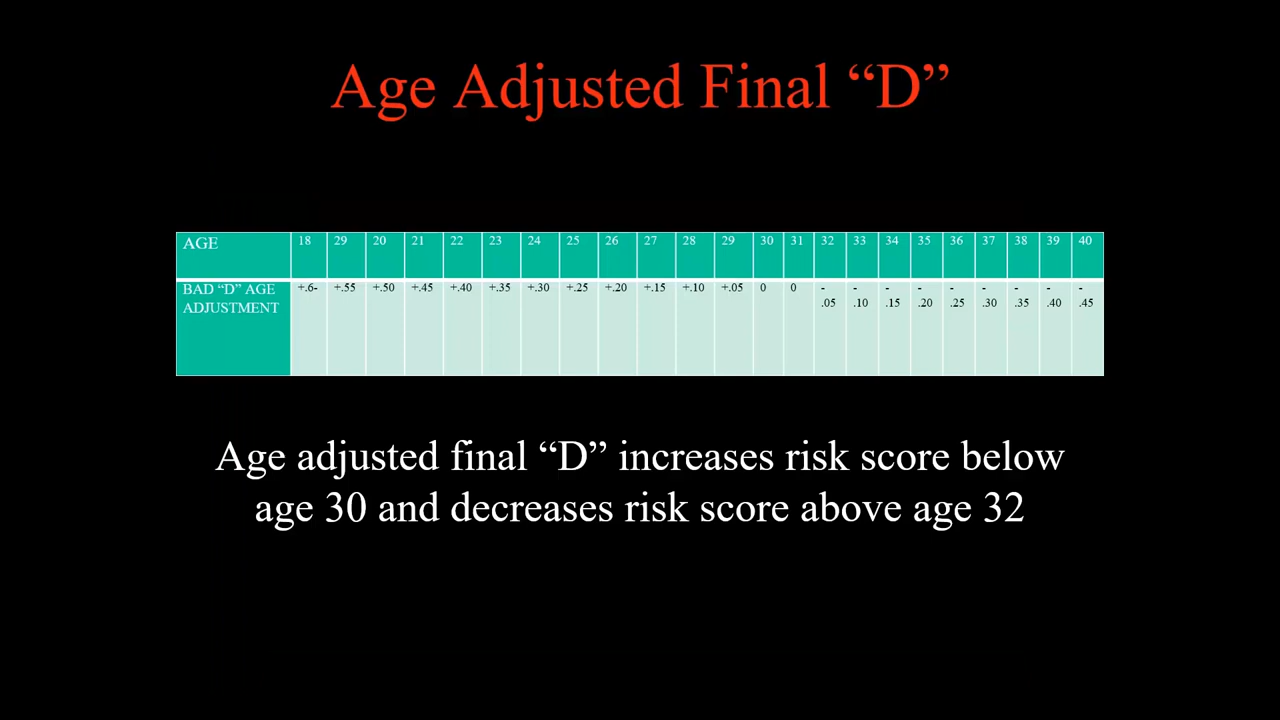 Age Adjusted Final “D”
AGE 18 29 20 21 22 23 24 25 26 27 28 29 30 31 32 33 34 35 36 37 38 39 40
BAD “D” AGE +.6- +.55 +.50 +.45 +.40 +.35 +.30 +.25 +.20 +.15 +.10 +.05 0 0 - - - - - - - - -
ADJUSTMENT .05 .10 .15 .20 .25 .30 .35 .40 .45
Age adjusted final “D” increases risk score below
age 30 and decreases risk score above age 32